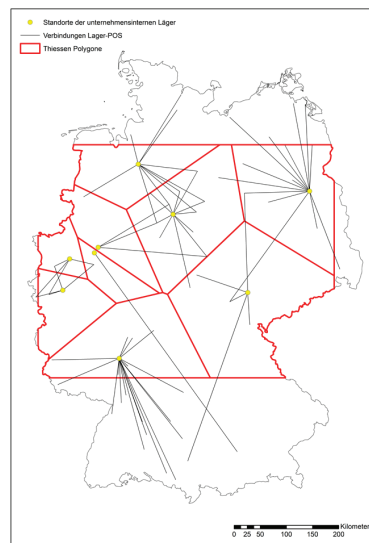 Standorte der unternehmensinternen Läger
Verbindungen Lager-POS
Thiessen Polygone
Kilometer
0 25 50 100 150 200